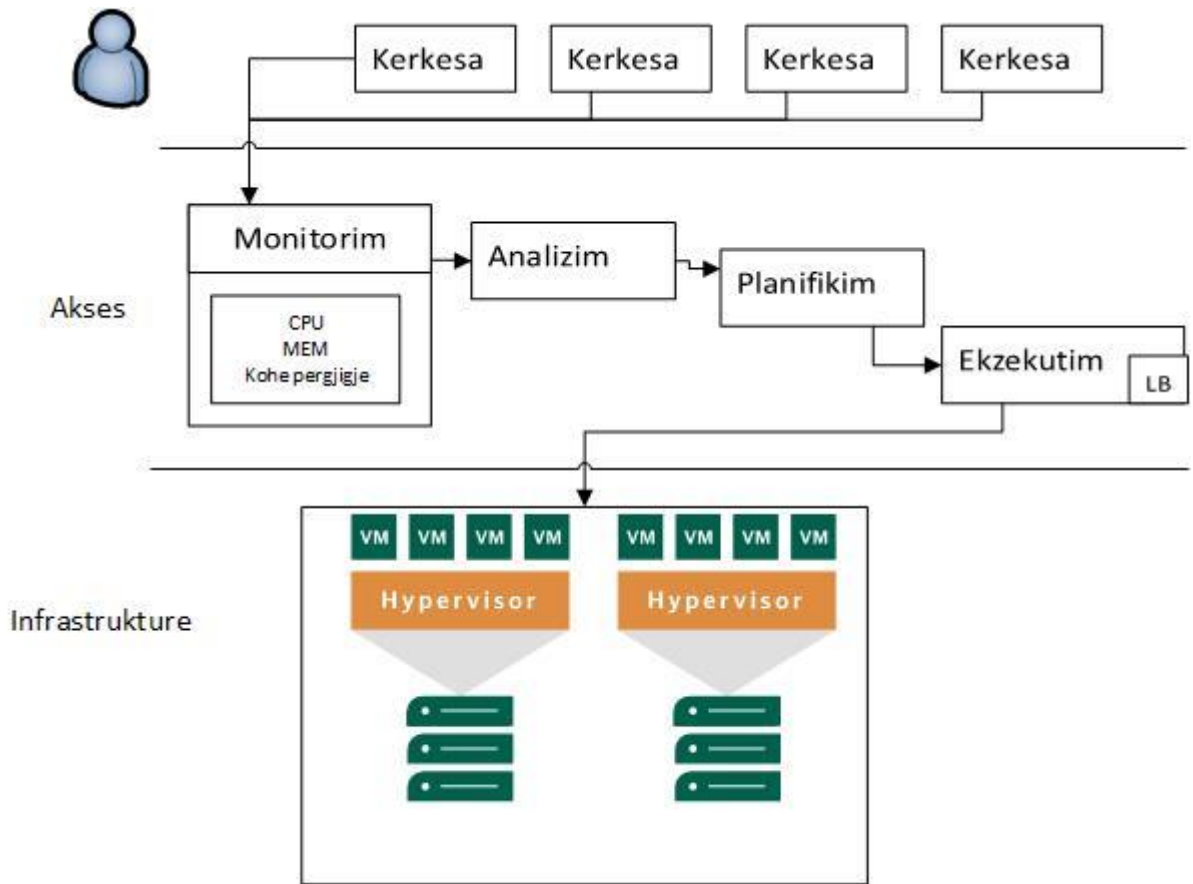 Kerkesa
Kerkesa
Kerkesa
Kerkesa
Monitorim
Analizim
Planifikim
Akses
CPU
MEM
Kohe pergjigje
Ekzekutim
LB
VM VM VM VM
VM VM VM VM
Hypervisor
Hypervisor
Infrastrukture